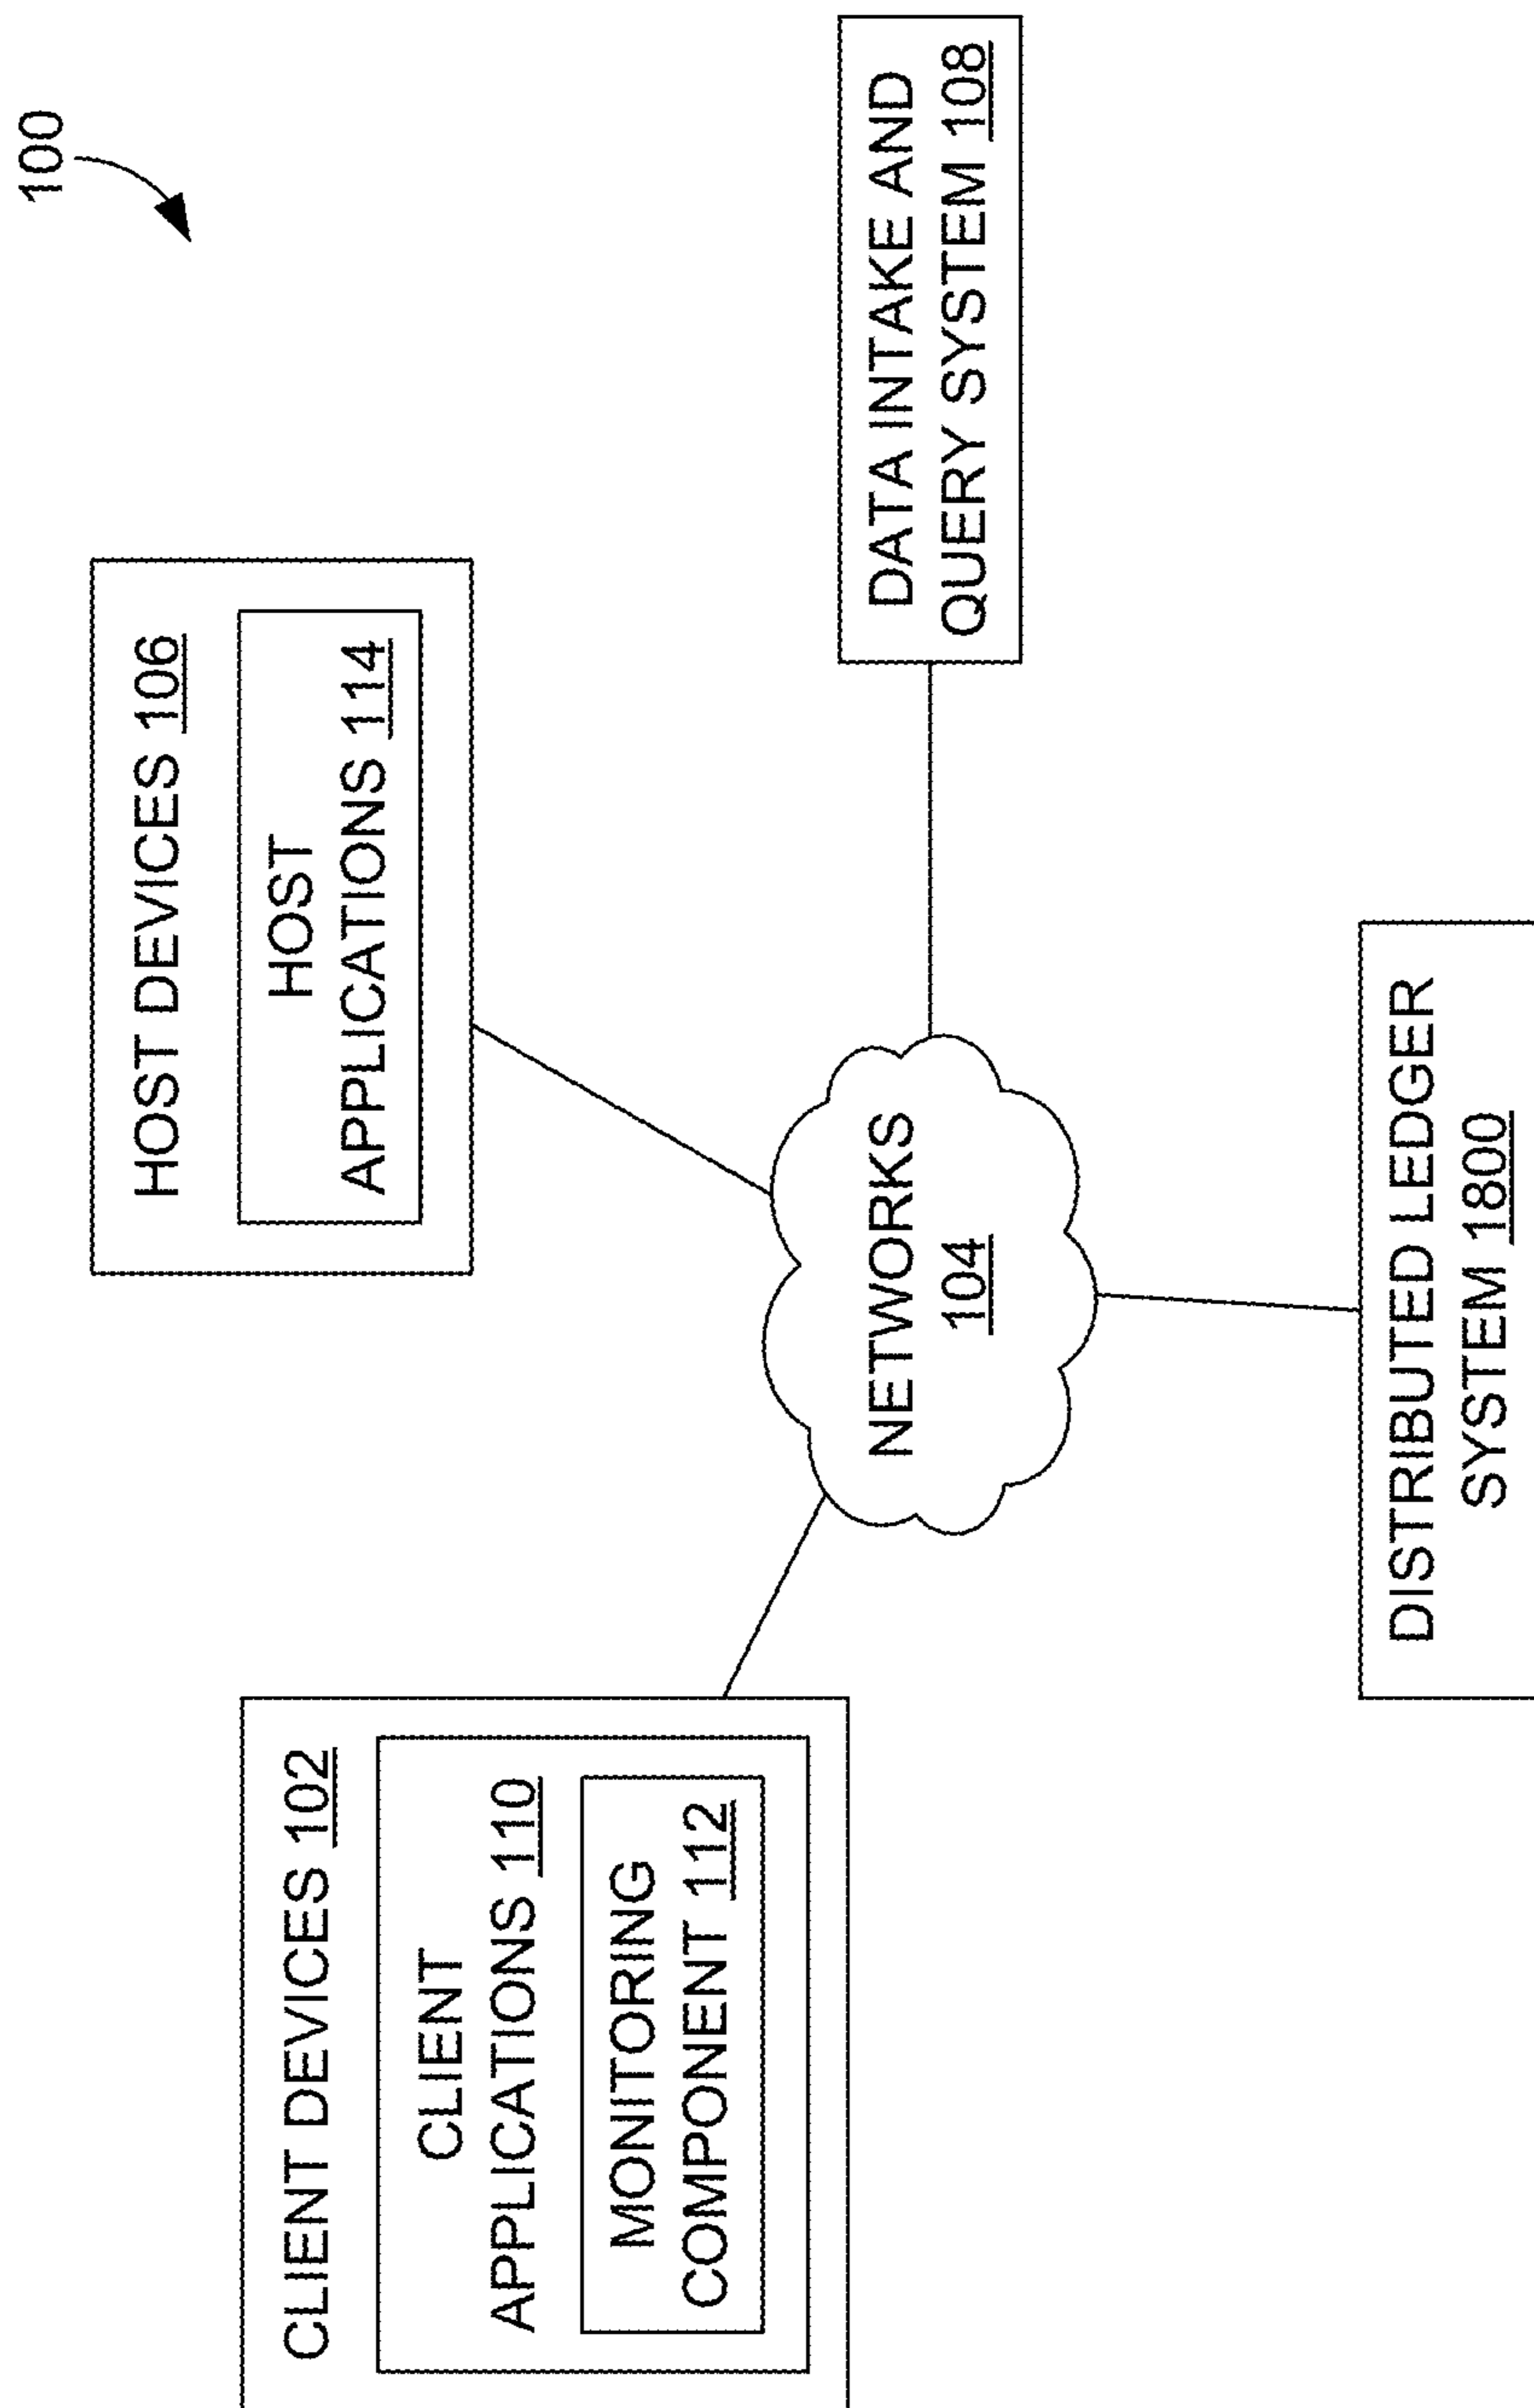 100
HOST DEVICES 106
HOST
APPLICATIONS 114
CLIENT DEVICES 102
CLIENT
APPLICATIONS 110
MONITORING
COMPONENT 112
NETWORKS
104
DATA INTAKE AND
QUERY SYSTEM 108
DISTRIBUTED LEDGER
SYSTEM 1800